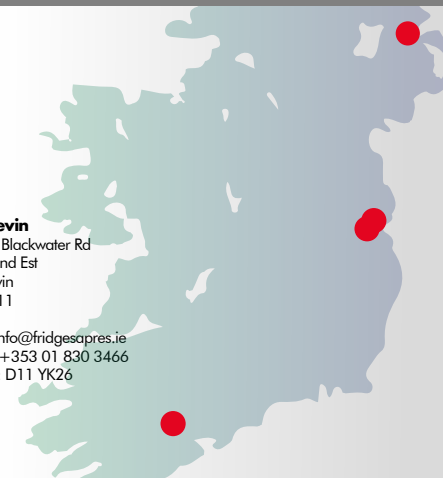 evin
Blackwater Rd
nd Est
vin
11
nfo@fridgesapres.ie
+353 01 830 3466
D11 YK26